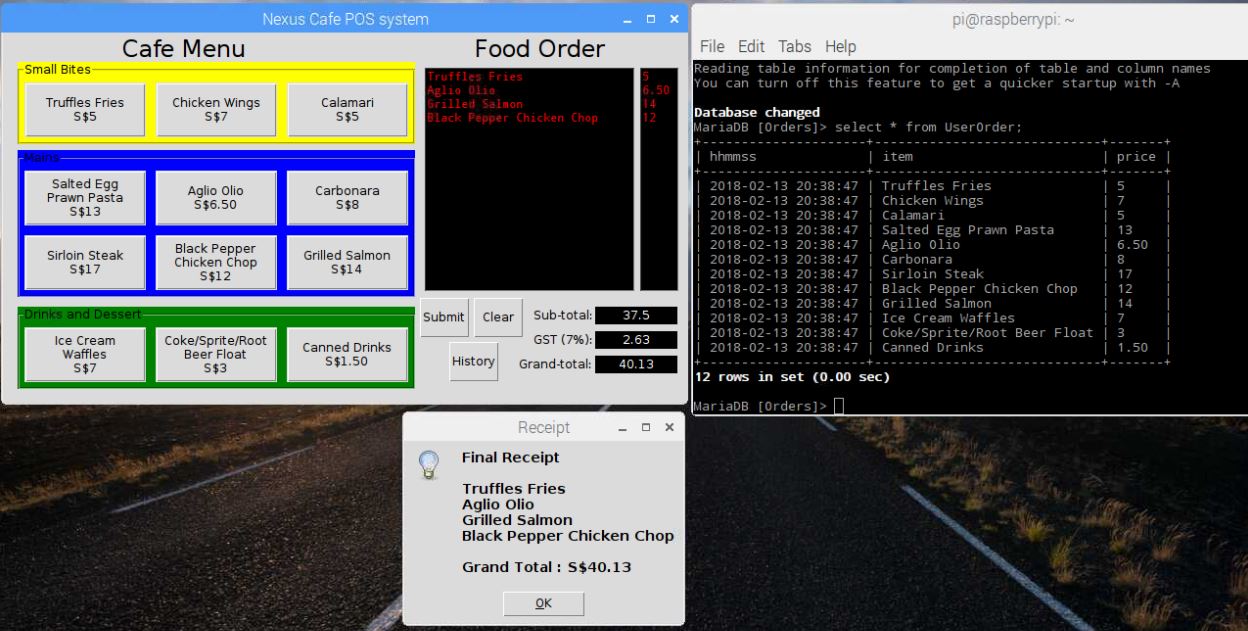 Nexus Cafe POS system
Cafe Menu
Small Bites
Truffles Fries
S$5
Chicken Wings
S$7
Calamari
S$5
Mains
Salted Egg
Prawn Pasta
S$13
Aglio Olio
S$6.50
Carbonara
S$8
Sirloin Steak
S$17
Black Pepper
Chicken Chop
S$12
Grilled Salmon
S$14
Drinks and Dessert
Ice Cream
Waffles
S$7
Coke/Sprite/Root
Beer Float
S$3
Canned Drinks
S$1.50
Food Order
Truffles Fries 5
Aglio Olio 6.50
Grilled Salmon 14
Black Pepper Chicken Chop 12
Submit
Clear
History
Sub-total: 37.5
GST (7%): 2.63
Grand-total: 40.13
pi@raspberrypi: ~
File Edit Tabs Help
Reading table information for completion of table and column names
You can turn off this feature to get a quicker startup with -A
Database changed
MariaDB [Orders]> select * from UserOrder;
+---------------------+----------------------------+-------+
| hhmmss | item | price |
+---------------------+----------------------------+-------+
| 2018-02-13 20:38:47 | Truffles Fries | 5 |
| 2018-02-13 20:38:47 | Chicken Wings | 7 |
| 2018-02-13 20:38:47 | Calamari | 5 |
| 2018-02-13 20:38:47 | Salted Egg Prawn Pasta | 13 |
| 2018-02-13 20:38:47 | Aglio Olio | 6.50 |
| 2018-02-13 20:38:47 | Carbonara | 8 |
| 2018-02-13 20:38:47 | Sirloin Steak | 17 |
| 2018-02-13 20:38:47 | Black Pepper Chicken Chop | 12 |
| 2018-02-13 20:38:47 | Grilled Salmon | 14 |
| 2018-02-13 20:38:47 | Ice Cream Waffles | 7 |
| 2018-02-13 20:38:47 | Coke/Sprite/Root Beer Float | 3 |
| 2018-02-13 20:38:47 | Canned Drinks | 1.50 |
+---------------------+----------------------------+-------+
12 rows in set (0.00 sec)
MariaDB [Orders]>
Receipt
Final Receipt
Truffles Fries
Aglio Olio
Grilled Salmon
Black Pepper Chicken Chop
Grand Total : S$40.13
OK